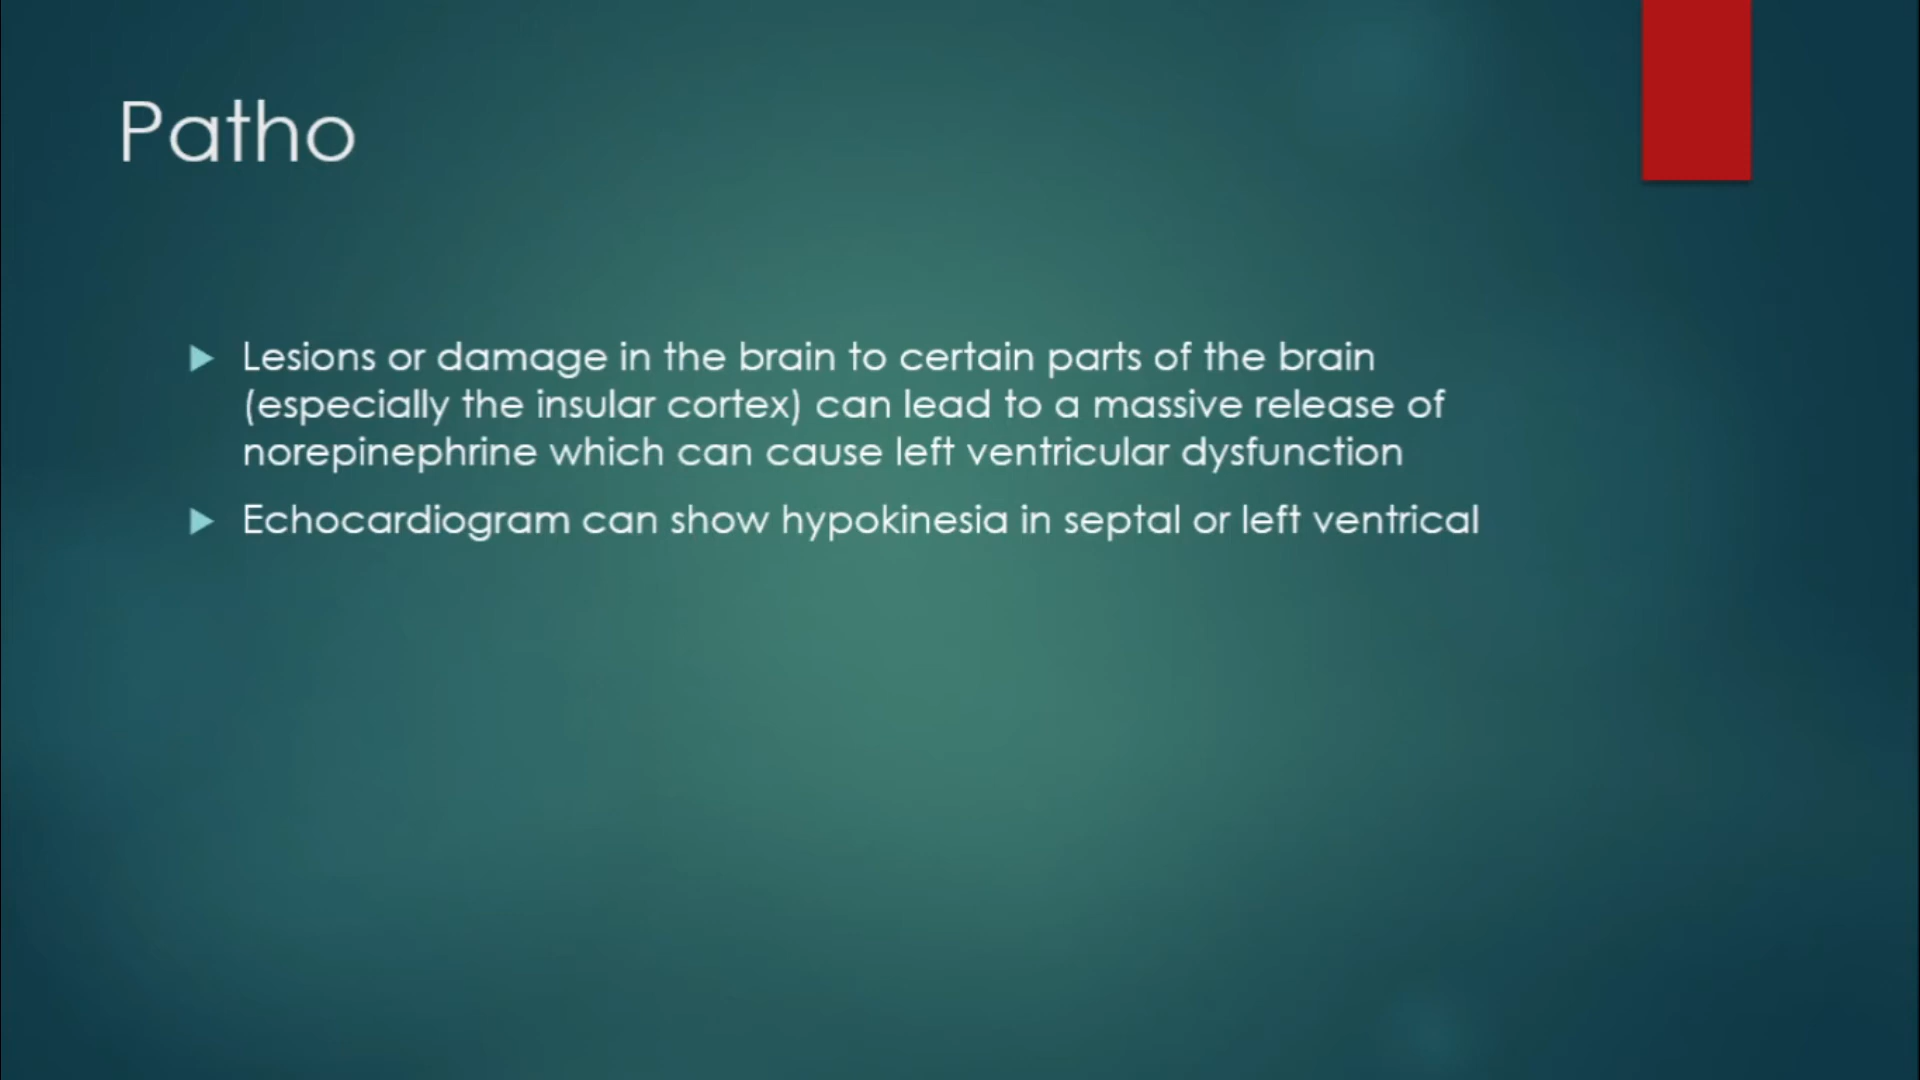 Patho
Lesions or damage in the brain to certain parts of the brain
(especially the insular cortex) can lead to a massive release of
norepinephrine which can cause left ventricular dysfunction
Echocardiogram can show hypokinesia in septal or left ventrical